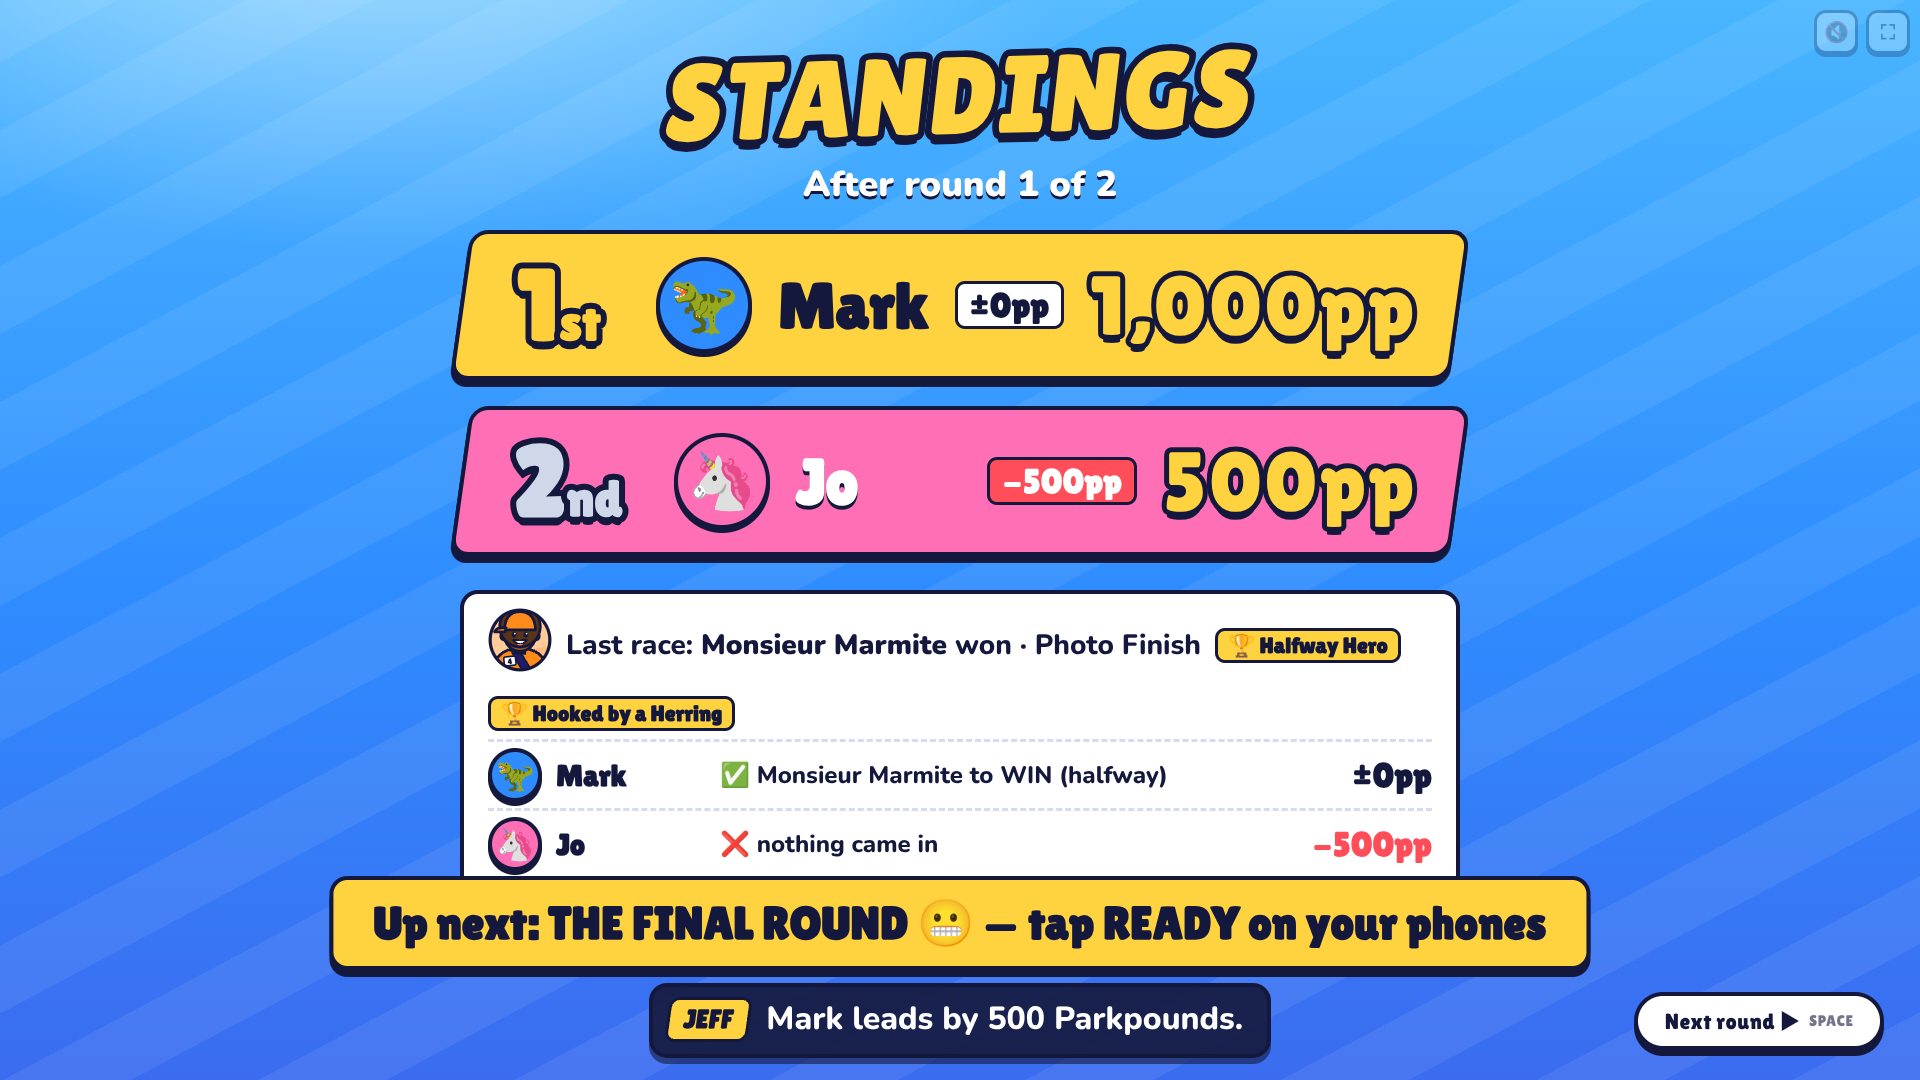 STANDINGS
After round 1 of 2
1st Mark ±0pp 1,000pp
2nd Jo −500pp 500pp
Last race: Monsieur Marmite won · Photo Finish 🏆 Halfway Hero
🏆 Hooked by a Herring
Mark ✅ Monsieur Marmite to WIN (halfway) ±0pp
Jo ❌ nothing came in −500pp
Up next: THE FINAL ROUND 😬 — tap READY on your phones
JEFF Mark leads by 500 Parkpounds.
Next round ▶ SPACE